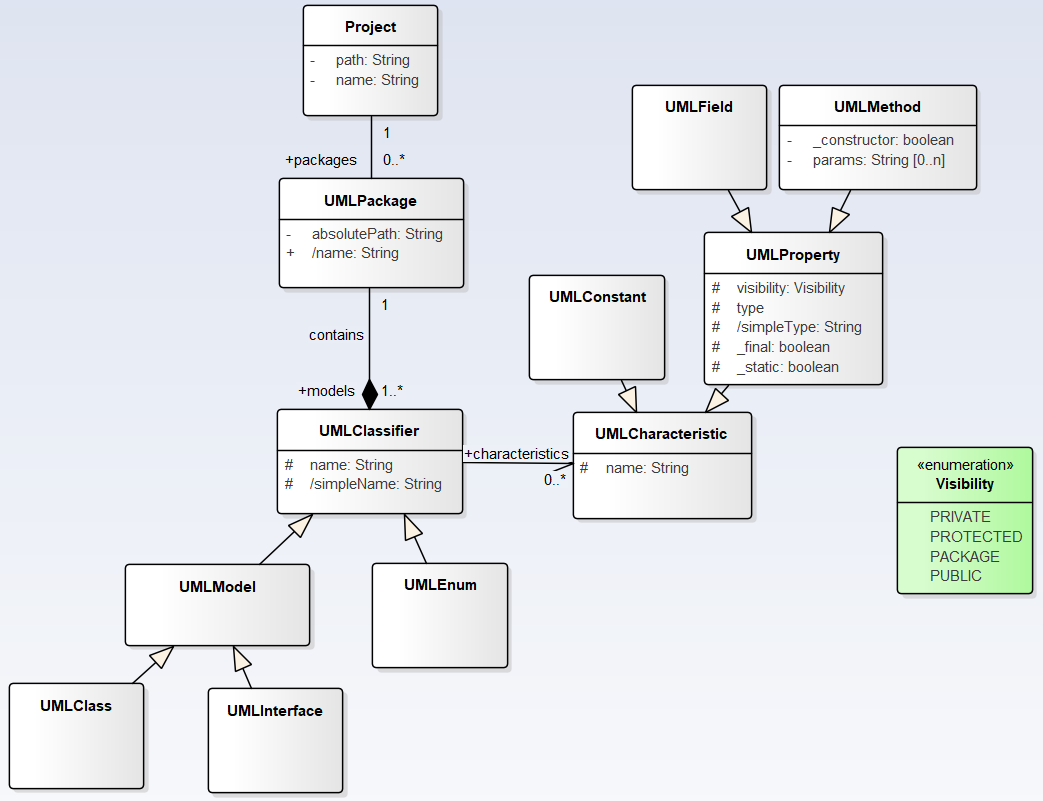 Project
- path: String
- name: String
1
+packages 0..*
UMLPackage
- absolutePath: String
+ /name: String
1
contains
+models 1..*
UMLClassifier
# name: String
# /simpleName: String
+characteristics
0..*
UMLModel
UMLEnum
UMLClass
UMLInterface
UMLField
UMLMethod
- _constructor: boolean
- params: String [0..n]
UMLProperty
# visibility: Visibility
# type
# /simpleType: String
# _final: boolean
# _static: boolean
UMLConstant
UMLCharacteristic
# name: String
«enumeration»
Visibility
PRIVATE
PROTECTED
PACKAGE
PUBLIC